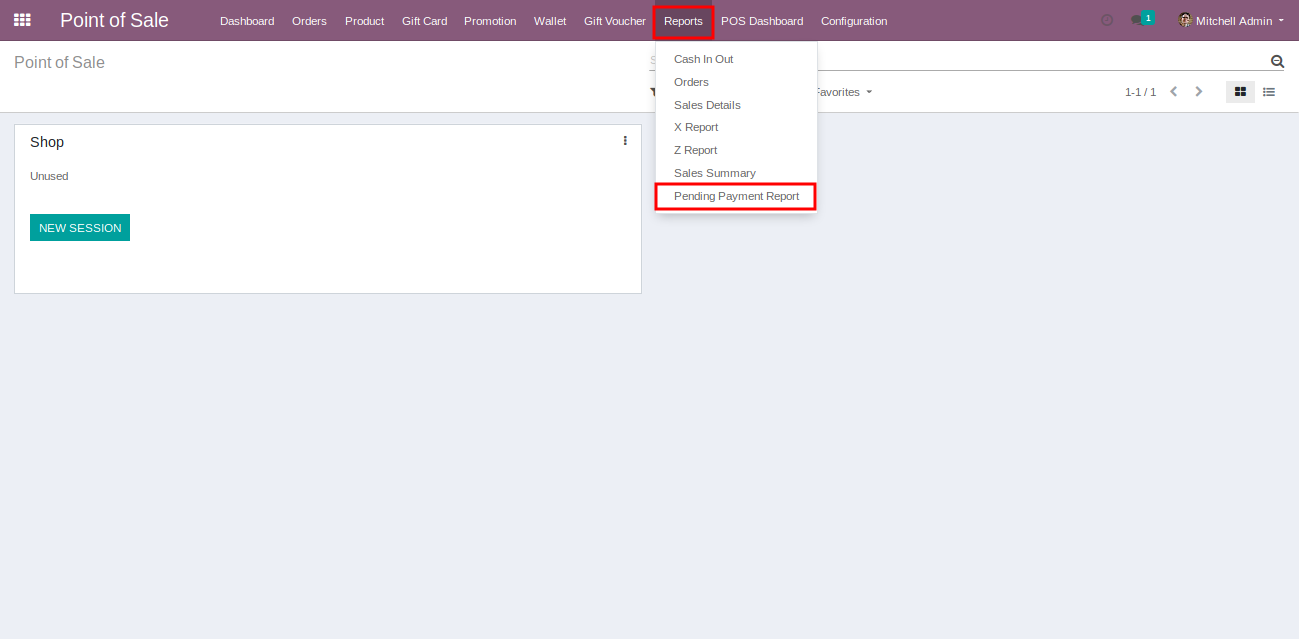 Point of Sale Dashboard Orders Product Gift Card Promotion Wallet Gift Voucher Reports POS Dashboard Configuration 1 Mitchell Admin
Point of Sale
Cash In Out
Orders
Favorites 1-1 / 1
Sales Details
X Report
Z Report
Sales Summary
Pending Payment Report
Shop
Unused
NEW SESSION